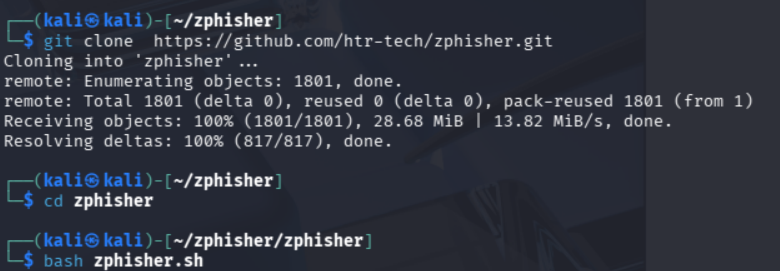 ┌──(kali㉿kali)-[~/zphisher]
└─$ git clone  https://github.com/htr-tech/zphisher.git
Cloning into 'zphisher'...
remote: Enumerating objects: 1801, done.
remote: Total 1801 (delta 0), reused 0 (delta 0), pack-reused 1801 (from 1)
Receiving objects: 100% (1801/1801), 28.68 MiB | 13.82 MiB/s, done.
Resolving deltas: 100% (817/817), done.
┌──(kali㉿kali)-[~/zphisher]
└─$ cd zphisher
┌──(kali㉿kali)-[~/zphisher/zphisher]
└─$ bash zphisher.sh